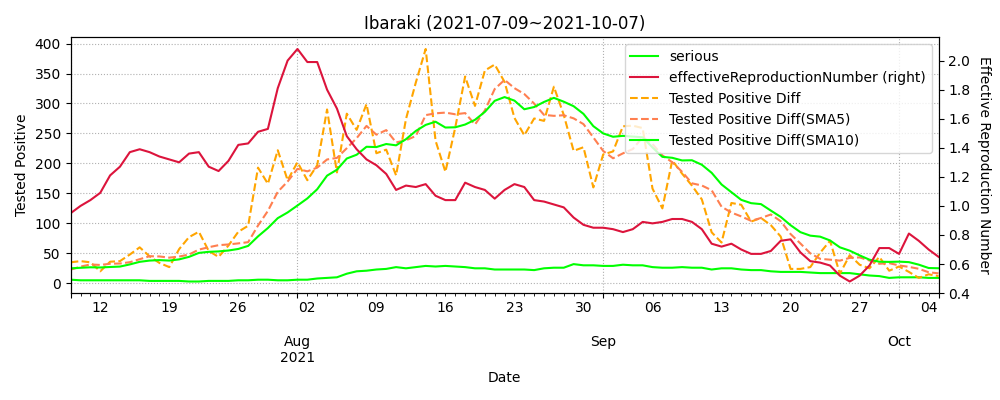 Ibaraki (2021-07-09~2021-10-07)
400
350
300
250
200
150
100
50
0
Tested Positive
serious
effectiveReproductionNumber (right)
Tested Positive Diff
Tested Positive Diff(SMA5)
Tested Positive Diff(SMA10)
2.0
1.8
1.6
1.4
1.2
1.0
0.8
0.6
0.4
Effective Reproduction Number
12 19 26 02 09 16 23 30 06 13 20 27 04
Aug Sep Oct
2021
Date